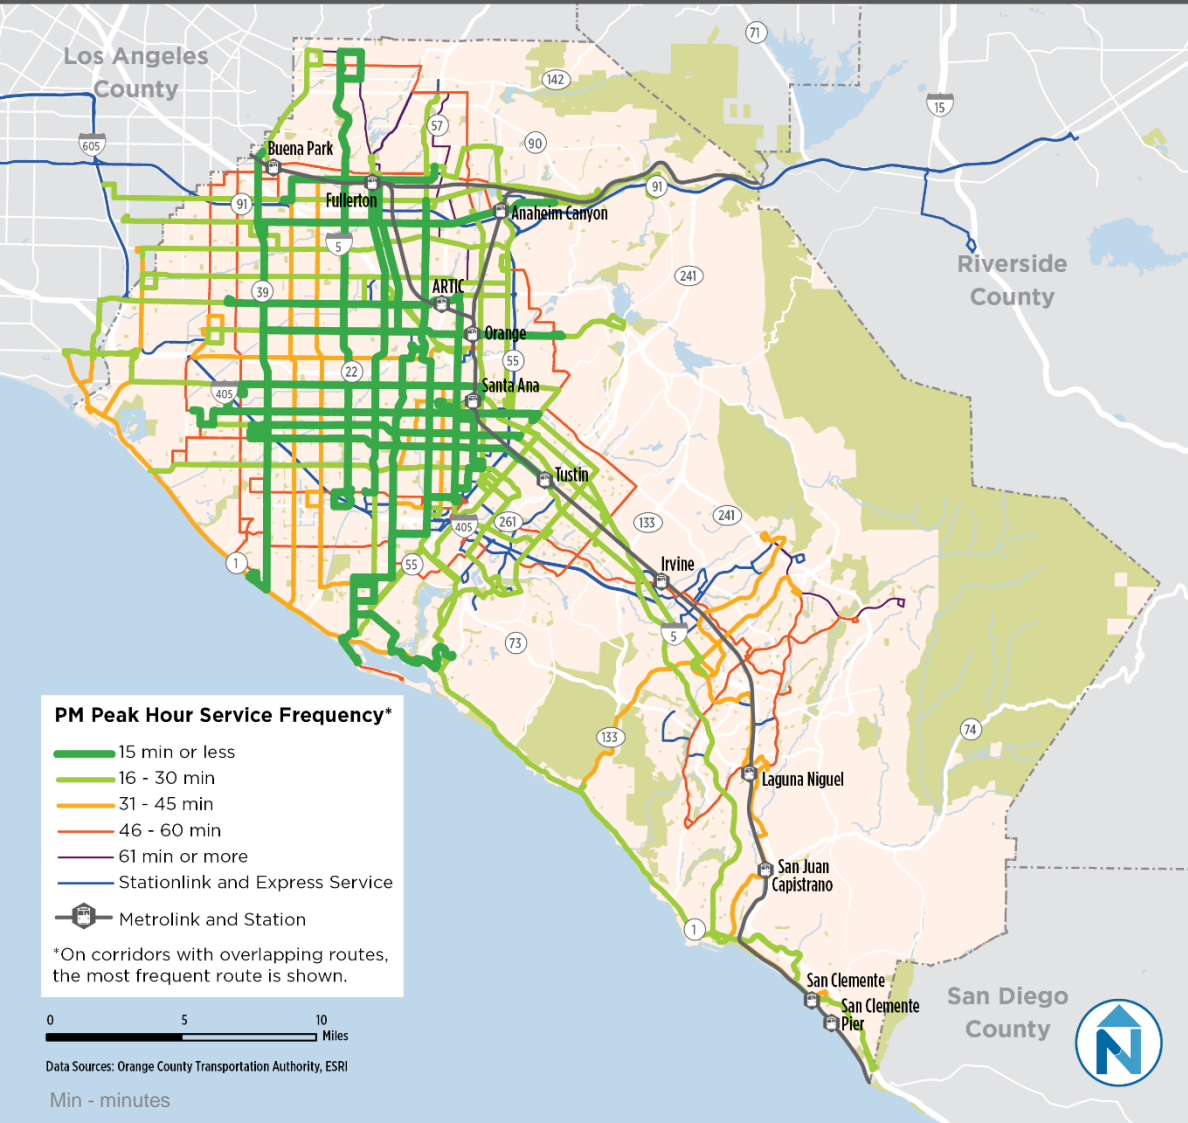 Los Angeles
County
71
142
15
57
605
90
Buena Park
91
Fullerton
91
Anaheim Canyon
5
Riverside
County
241
ARTIC
39
Orange
55
22
Santa Ana
405
Tustin
405
261
133
241
1
55
Irvine
5
73
PM Peak Hour Service Frequency*
15 min or less
16 - 30 min
31 - 45 min
46 - 60 min
61 min or more
Stationlink and Express Service
Metrolink and Station
*On corridors with overlapping routes,
the most frequent route is shown.
133
74
Laguna Niguel
San Juan
Capistrano
1
San Clemente
San Clemente
Pier
San Diego
County
N
0 5 10
Miles
Data Sources: Orange County Transportation Authority, ESRI
Min - minutes